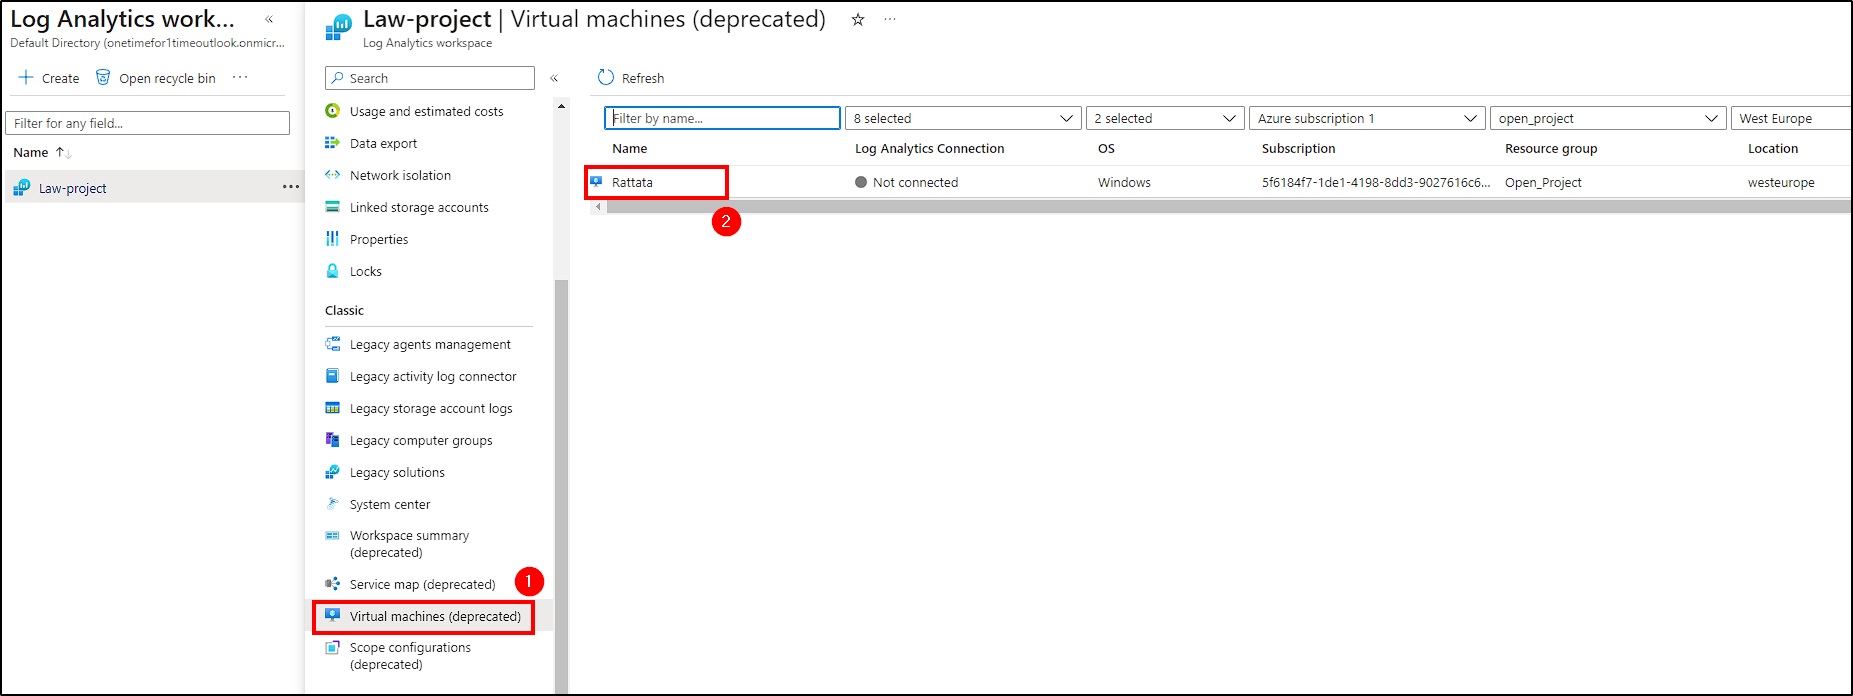 Log Analytics work...
«
Default Directory (onetimefor1timeoutlook.onmicr...
Create
Open recycle bin
...
Filter for any field...
Name ↑↓
Law-project
...
Law-project | Virtual machines (deprecated)
...
Log Analytics workspace
Search
«
Usage and estimated costs
Data export
Network isolation
Linked storage accounts
Properties
Locks
Classic
Legacy agents management
Legacy activity log connector
Legacy storage account logs
Legacy computer groups
Legacy solutions
System center
Workspace summary
(deprecated)
Service map (deprecated)
1
Virtual machines (deprecated)
Scope configurations
(deprecated)
Refresh
Filter by name...
8 selected
2 selected
Azure subscription 1
open_project
West Europe
Name
Log Analytics Connection
OS
Subscription
Resource group
Location
Rattata
Not connected
Windows
5f6184f7-1de1-4198-8dd3-9027616c6...
Open_Project
westeurope
2